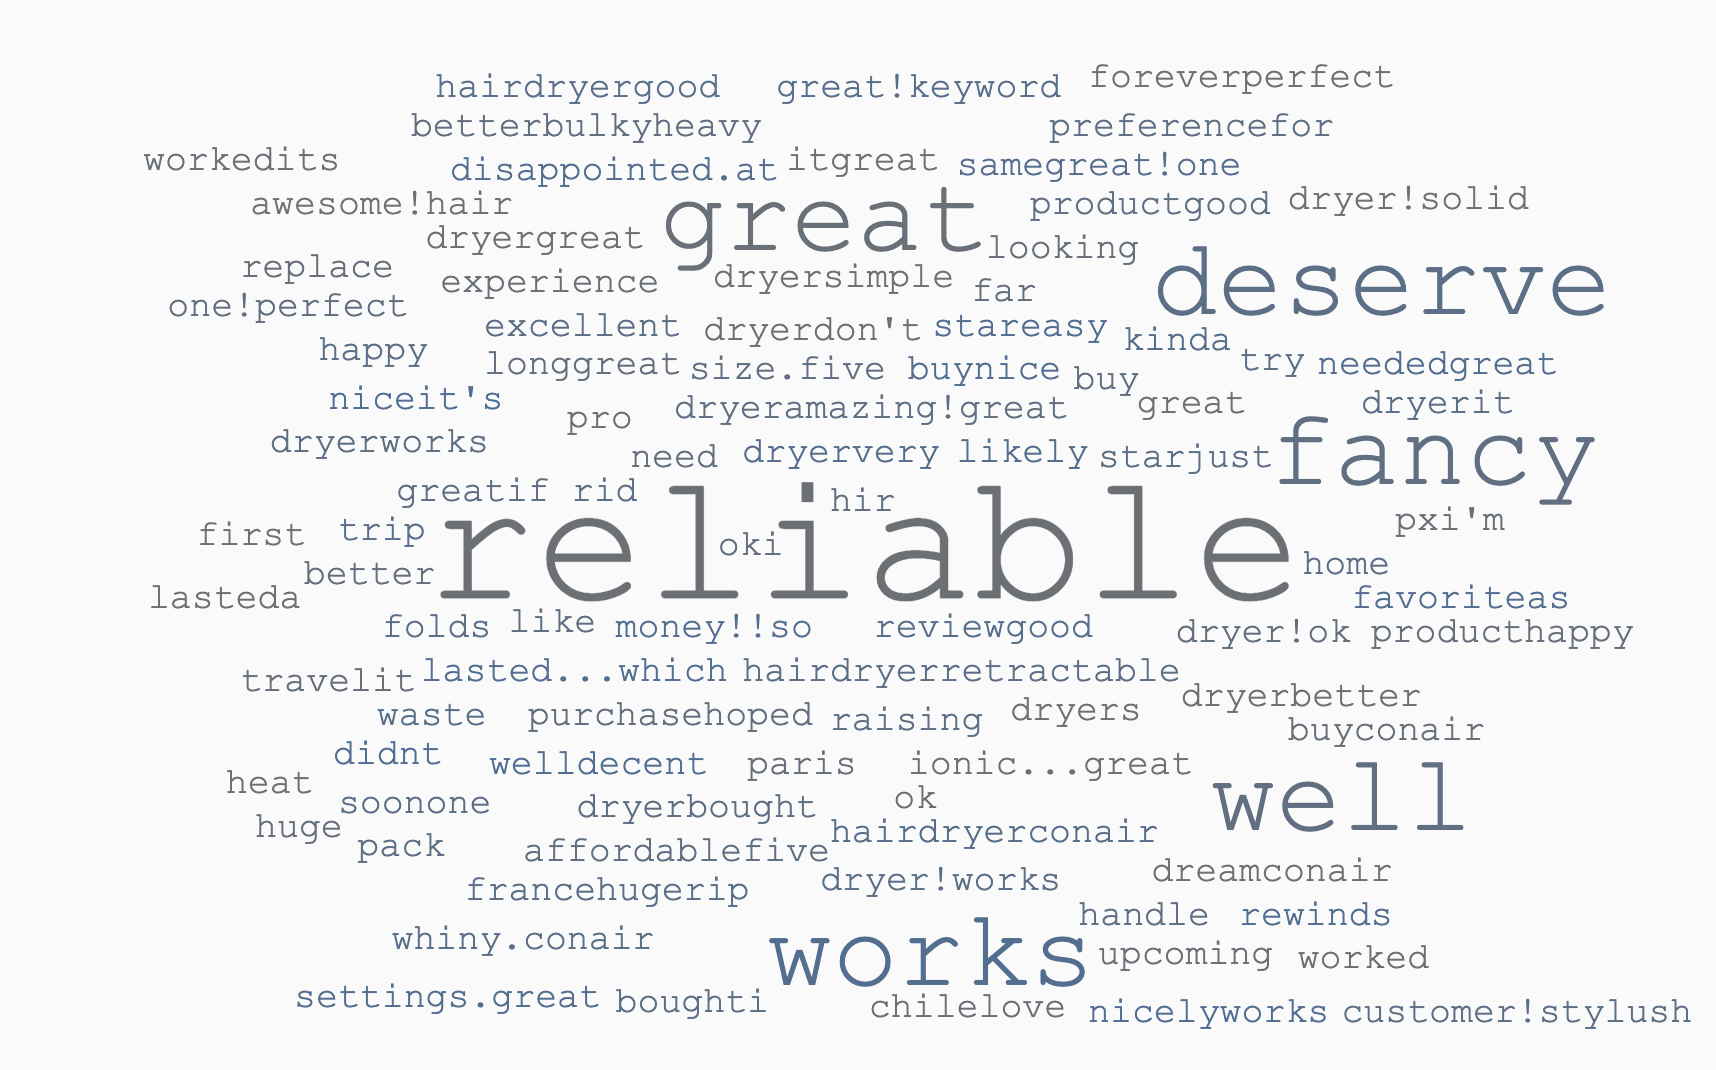 hairdryergood great!keyword foreverperfect
betterbulkyheavy preferencefor
workedits disappointed.at itgreat samegreat!one
awesome!hair great productgood dryer!solid
dryergreat looking
replace experience dryersimple far deserve
one!perfect excellent dryerdon't stareasy kinda
happy longgreat size.five buynice buy try neededgreat
niceit's pro dryeramazing!great great dryerit
dryerworks need dryervery likely starjust fancy
greatif rid hir
first trip reliable oki pxi'm
better home
lasteda favoriteas
folds like money!!so reviewgood dryer!ok producthappy
travelit lasted...which hairdryerretractable
waste purchasehoped raising dryers dryerbetter
buyconair
didnt welldecent paris ionic...great
heat soonone dryerbought ok well
huge pack affordablefive hairdryerconair
francehugerip dryer!works dreamconair
handle rewinds
whiny.conair works upcoming worked
settings.great boughti chilelove nicelyworks customer!stylush